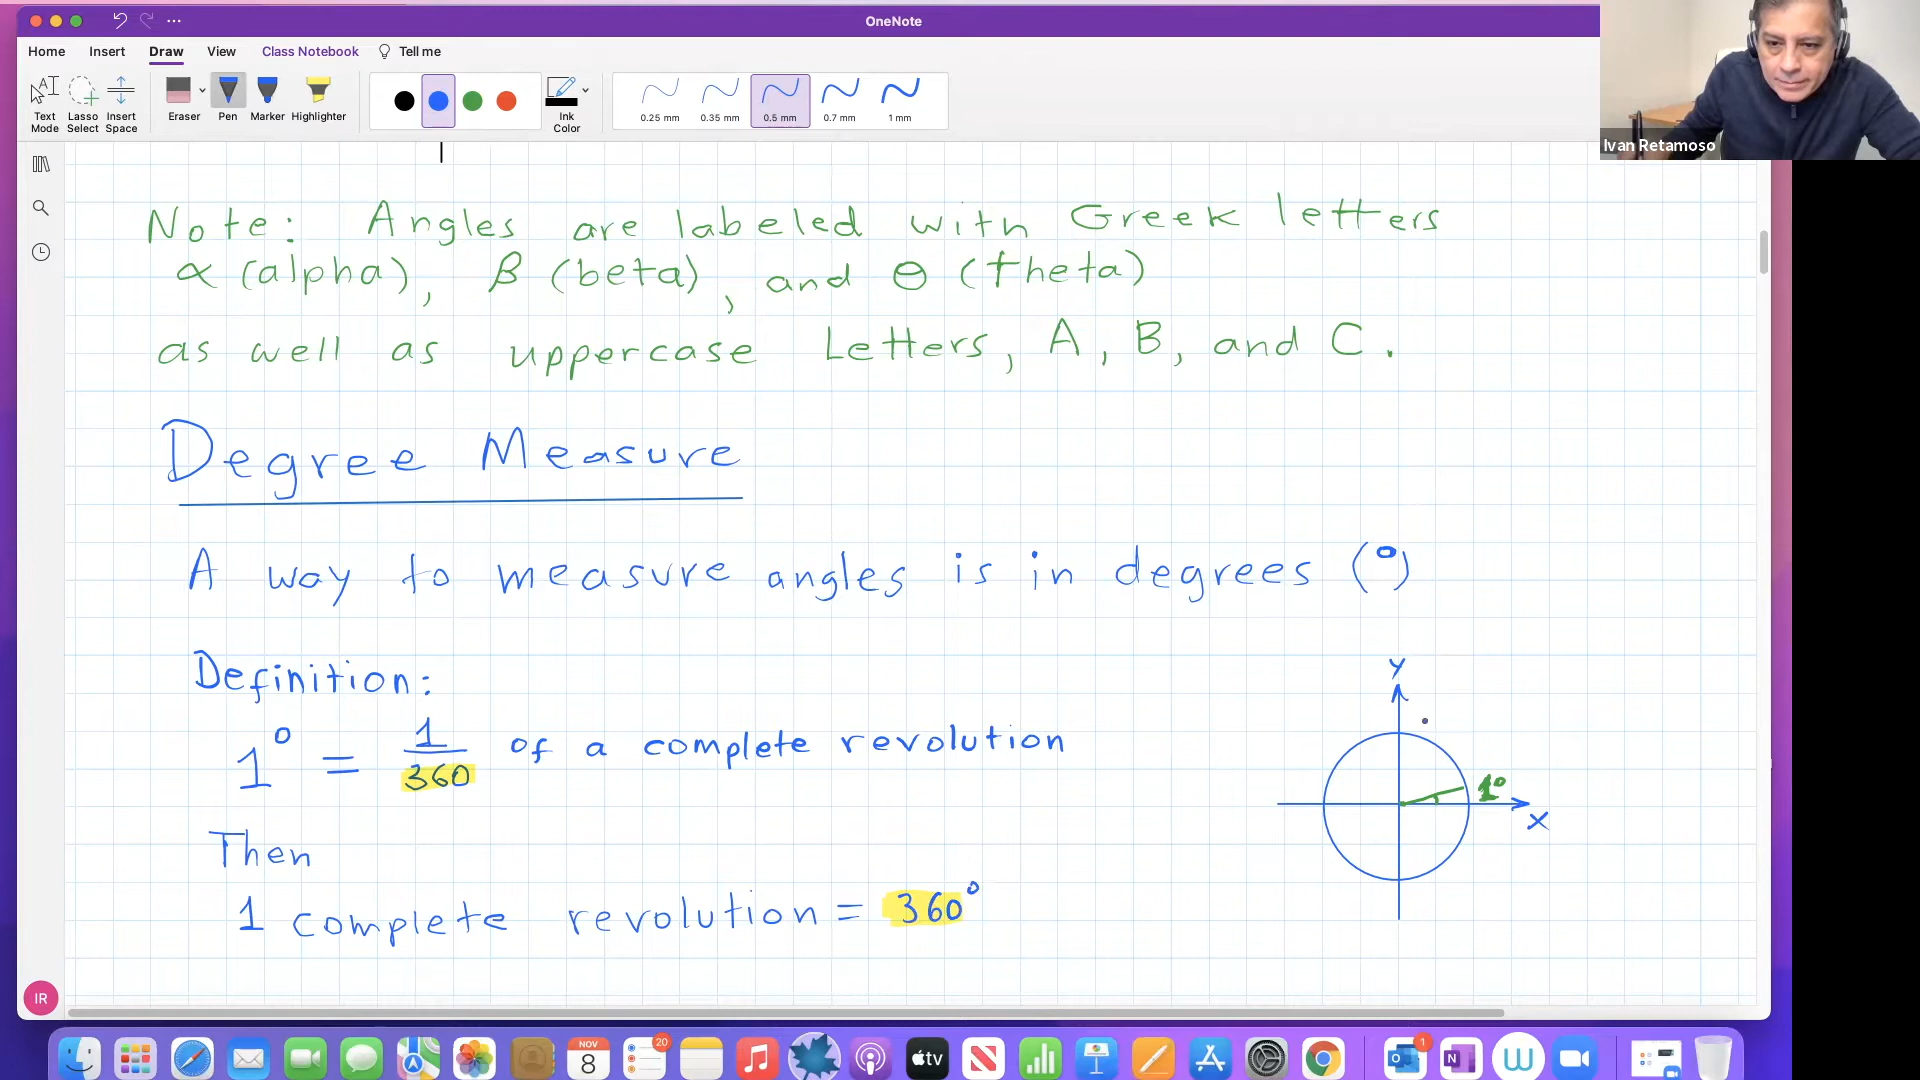 OneNote
Home Insert Draw View Class Notebook Tell me
Text Mode
Lasso Select
Insert Space
Eraser
Pen
Marker
Highlighter
Ink Color
0.25 mm
0.35 mm
0.5 mm
0.7 mm
1 mm
Ivan Retamoso
Note: Angles are labeled with Greek letters
α (alpha), β (beta), and θ (theta)
as well as uppercase Letters, A, B, and C.
Degree Measure
A way to measure angles is in degrees (°)
Definition:
1° = 1/360 of a complete revolution
Then
1 complete revolution = 360°
Y
1°
X
IR
NOV
8
20
tv
1